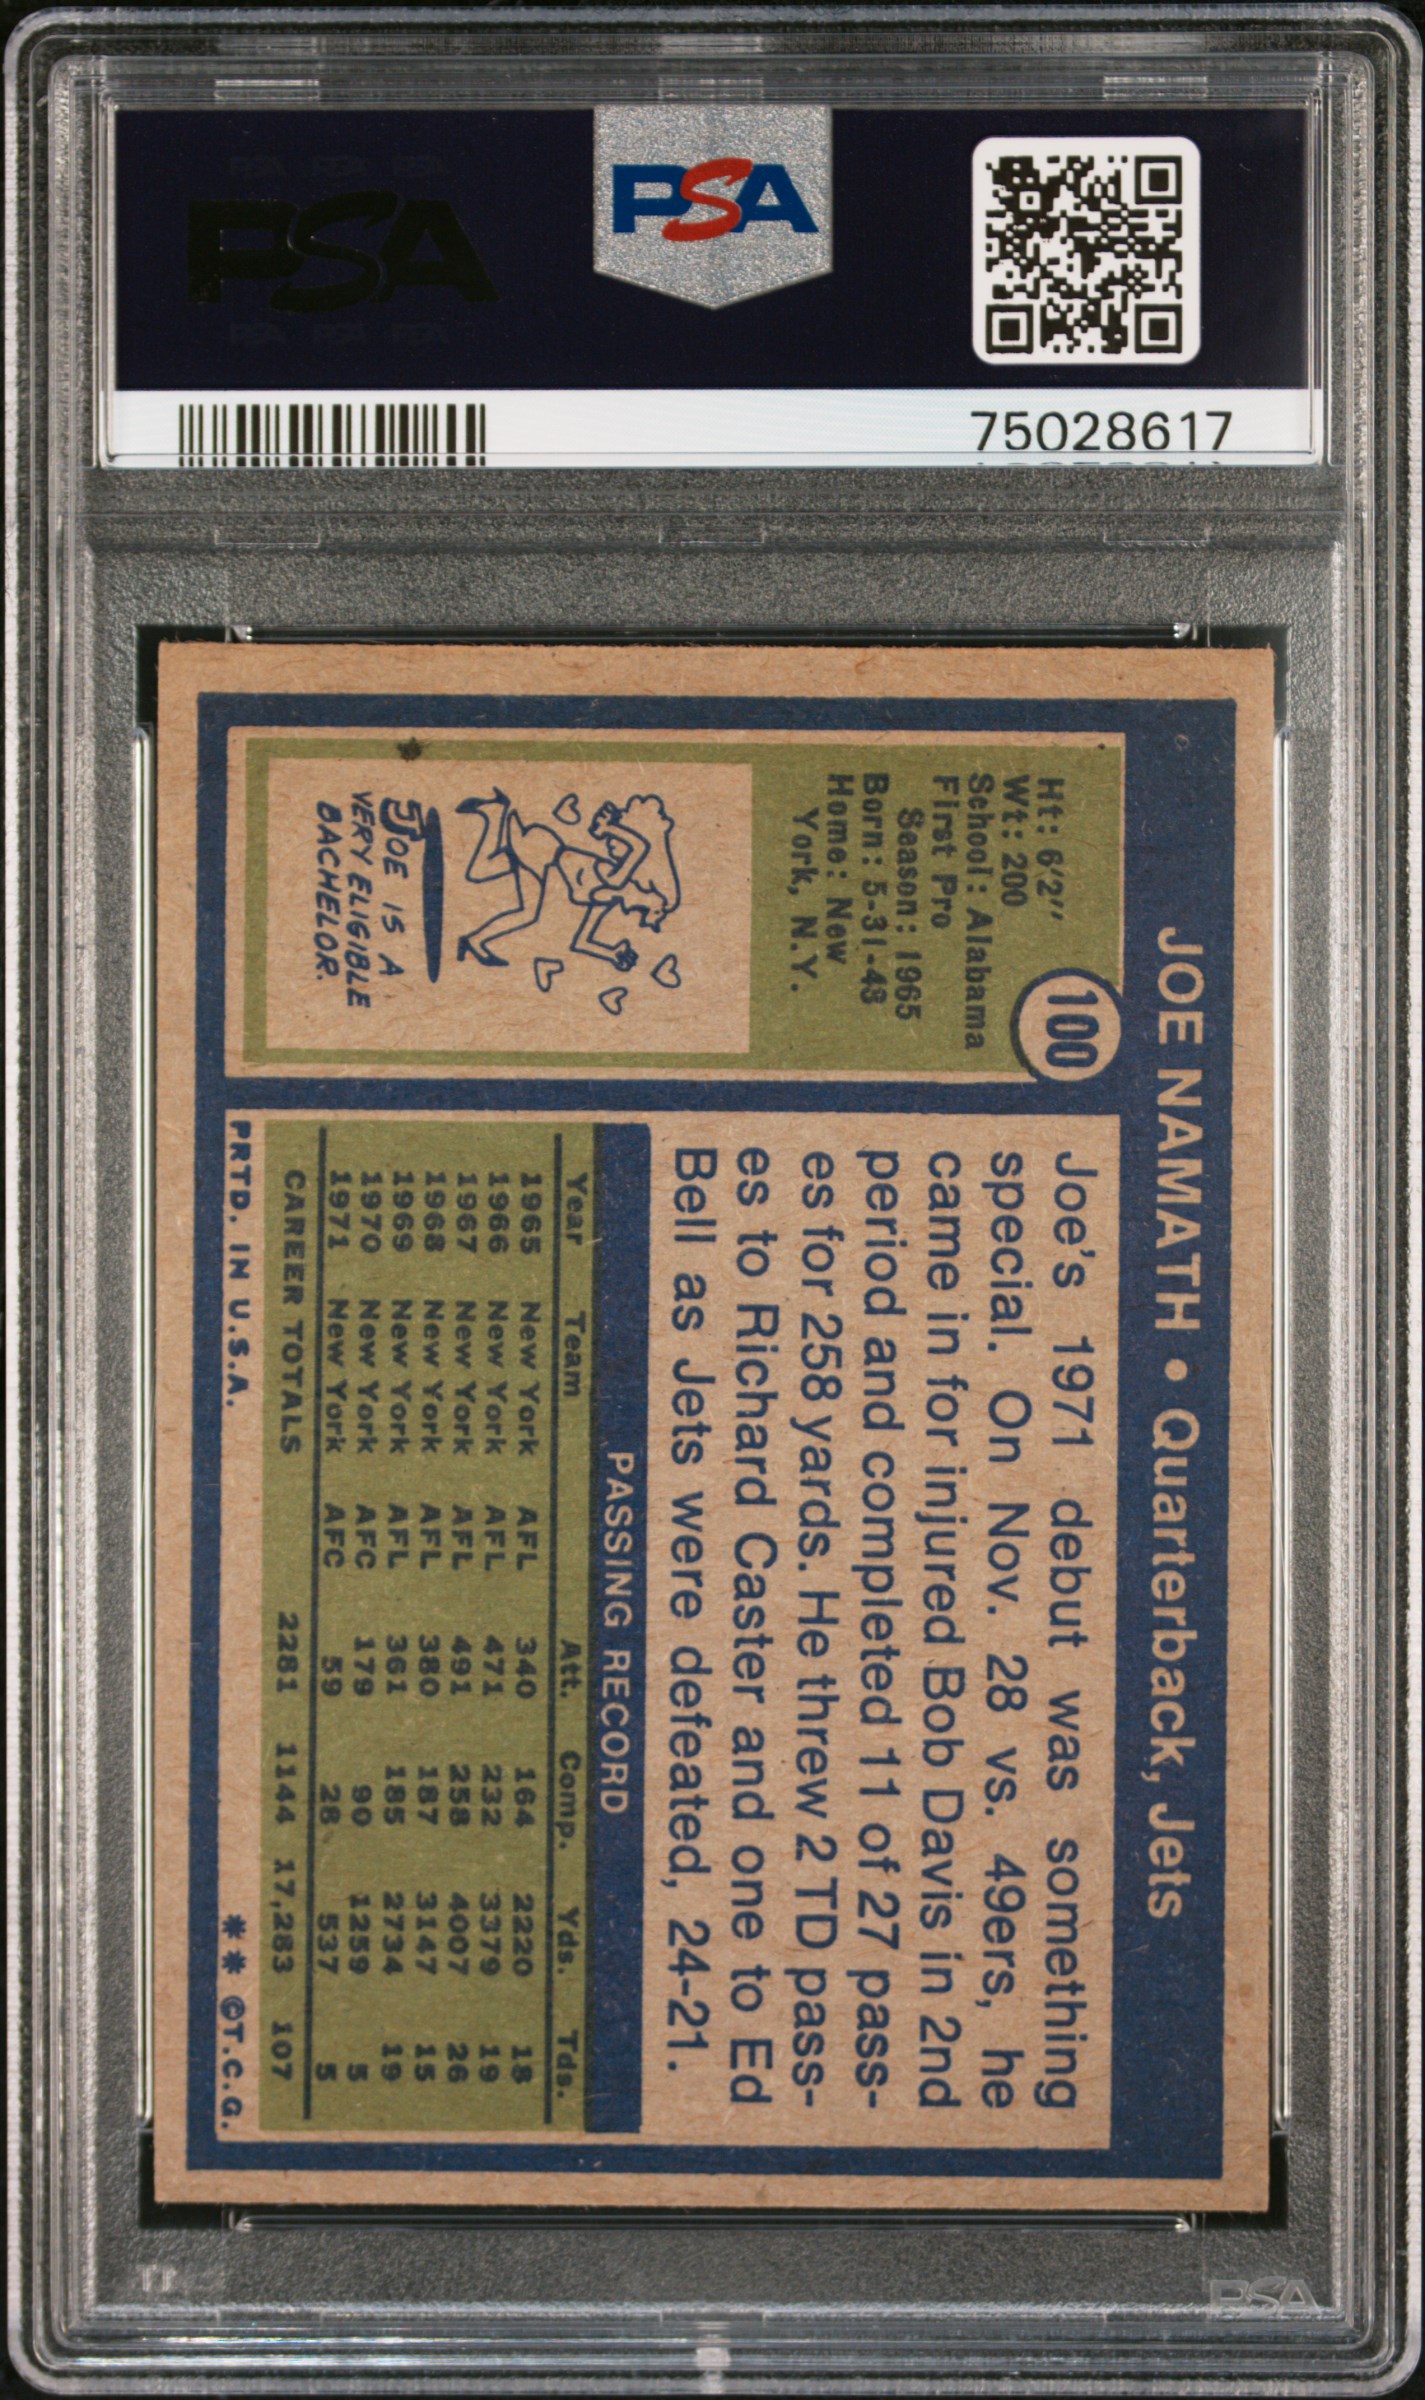 PSA
PSA
75028617
JOE NAMATH • Quarterback, Jets
100
Ht: 6'2"
Wt: 200
School: Alabama
First Pro
Season: 1965
Born: 5-31-43
Home: New
York, N.Y.
JOE IS A
VERY ELIGIBLE
BACHELOR.
Joe's 1971 debut was something
special. On Nov. 28 vs. 49ers, he
came in for injured Bob Davis in 2nd
period and completed 11 of 27 pass-
es for 258 yards. He threw 2 TD pass-
es to Richard Caster and one to Ed
Bell as Jets were defeated, 24-21.
PASSING RECORD
Year Team Att. Comp. Yds. Tds.
1965 New York AFL 340 164 2220 18
1966 New York AFL 471 232 3379 19
1967 New York AFL 491 258 4007 26
1968 New York AFL 380 187 3147 15
1969 New York AFL 361 185 2734 19
1970 New York AFC 179 90 1259 5
1971 New York AFC 59 28 537 5
CAREER TOTALS 2281 1144 17,283 107
PRTD. IN U.S.A. ** ©T.C.G.
PSA